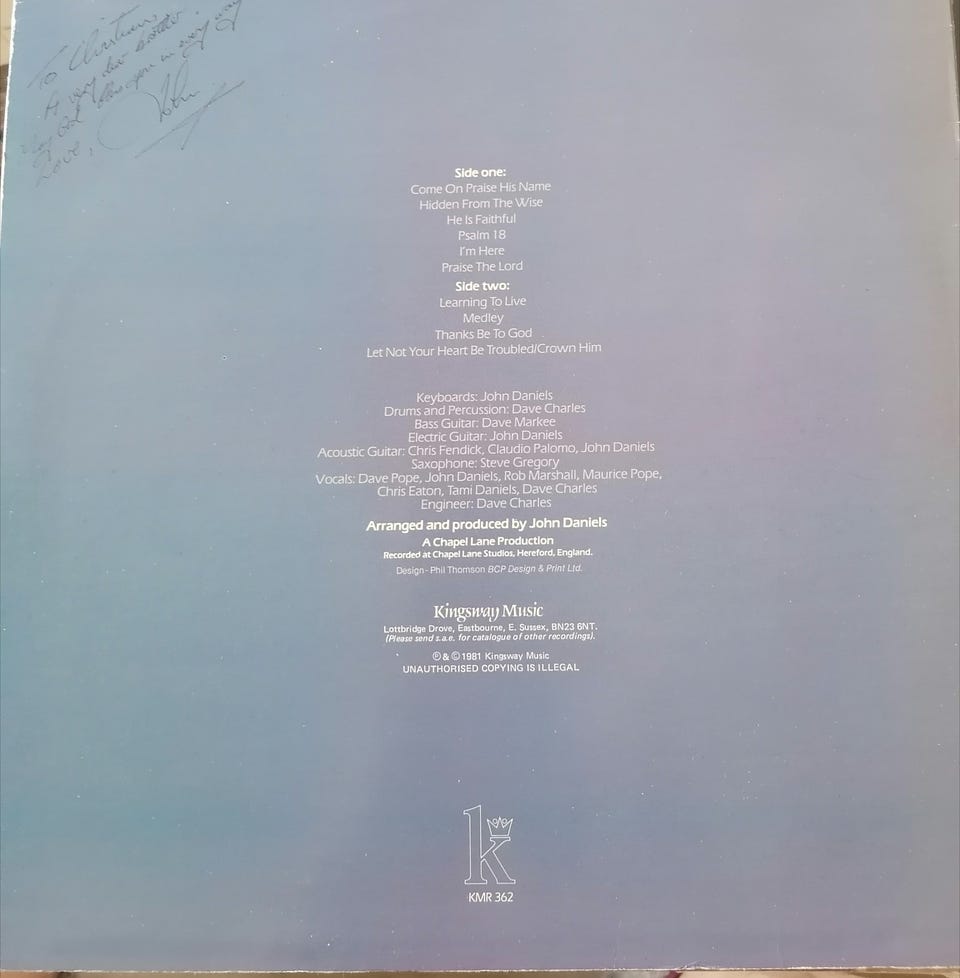 To Christian,
A very dear brother.
May God bless you in every way
Love, John
Side one:
Come On Praise His Name
Hidden From The Wise
He Is Faithful
Psalm 18
I'm Here
Praise The Lord
Side two:
Learning To Live
Medley
Thanks Be To God
Let Not Your Heart Be Troubled/Crown Him
Keyboards: John Daniels
Drums and Percussion: Dave Charles
Bass Guitar: Dave Markee
Electric Guitar: John Daniels
Acoustic Guitar: Chris Fendick, Claudio Palomo, John Daniels
Saxophone: Steve Gregory
Vocals: Dave Pope, John Daniels, Rob Marshall, Maurice Pope,
Chris Eaton, Tami Daniels, Dave Charles
Engineer: Dave Charles
Arranged and produced by John Daniels
A Chapel Lane Production
Recorded at Chapel Lane Studios, Hereford, England.
Design - Phil Thomson BCP Design & Print Ltd.
Kingsway Music
Lottbridge Drove, Eastbourne, E. Sussex, BN23 6NT.
(Please send s.a.e. for catalogue of other recordings).
℗ & © 1981 Kingsway Music
UNAUTHORISED COPYING IS ILLEGAL
k
KMR 362